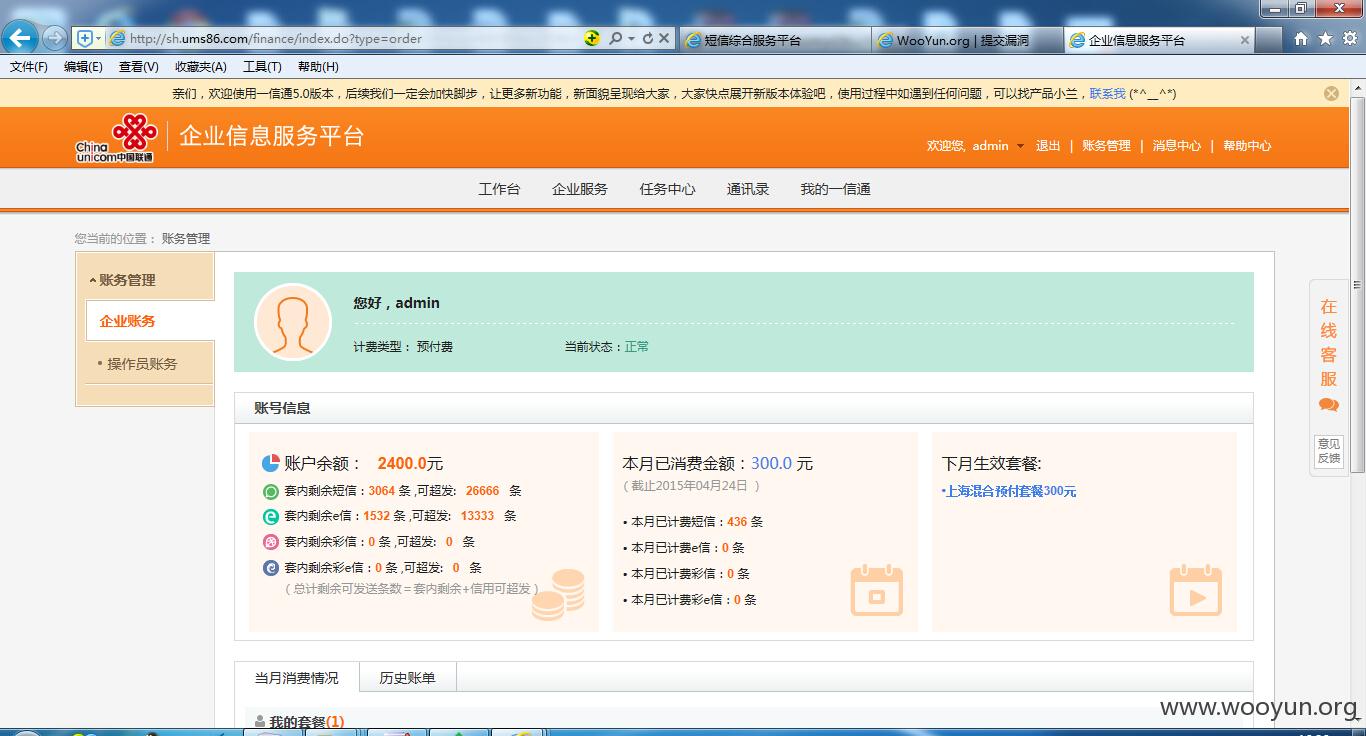 http://sh.ums86.com/finance/index.do?type=order
短信综合服务平台
WooYun.org | 提交漏洞
企业信息服务平台
文件(F) 编辑(E) 查看(V) 收藏夹(A) 工具(T) 帮助(H)
亲们，欢迎使用一信通5.0版本，后续我们一定会加快脚步，让更多新功能，新面貌呈现给大家，大家快点展开新版本体验吧，使用过程中如遇到任何问题，可以找产品小兰，联系我 (*^__^*)
China unicom中国联通
企业信息服务平台
欢迎您, admin 退出 | 账务管理 | 消息中心 | 帮助中心
工作台 企业服务 任务中心 通讯录 我的一信通
您当前的位置： 账务管理
账务管理
企业账务
• 操作员账务
您好，admin
计费类型： 预付费 当前状态：正常
账号信息
账户余额： 2400.0元
套内剩余短信：3064 条 ,可超发: 26666 条
套内剩余e信：1532 条 ,可超发: 13333 条
套内剩余彩信：0 条 ,可超发: 0 条
套内剩余彩e信：0 条 ,可超发: 0 条
（总计剩余可发送条数＝套内剩余+信用可超发）
本月已消费金额：300.0 元
（截止2015年04月24日 ）
• 本月已计费短信：436 条
• 本月已计费e信：0 条
• 本月已计费彩信：0 条
• 本月已计费彩e信：0 条
下月生效套餐:
•上海混合预付套餐300元
在线客服
意见反馈
当月消费情况 历史账单
我的套餐(1)
www.wooyun.org